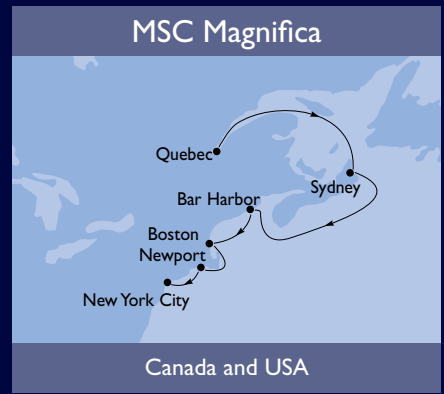 MSC Magnifica
Quebec
Sydney
Bar Harbor
Boston
Newport
New York City
Canada and USA